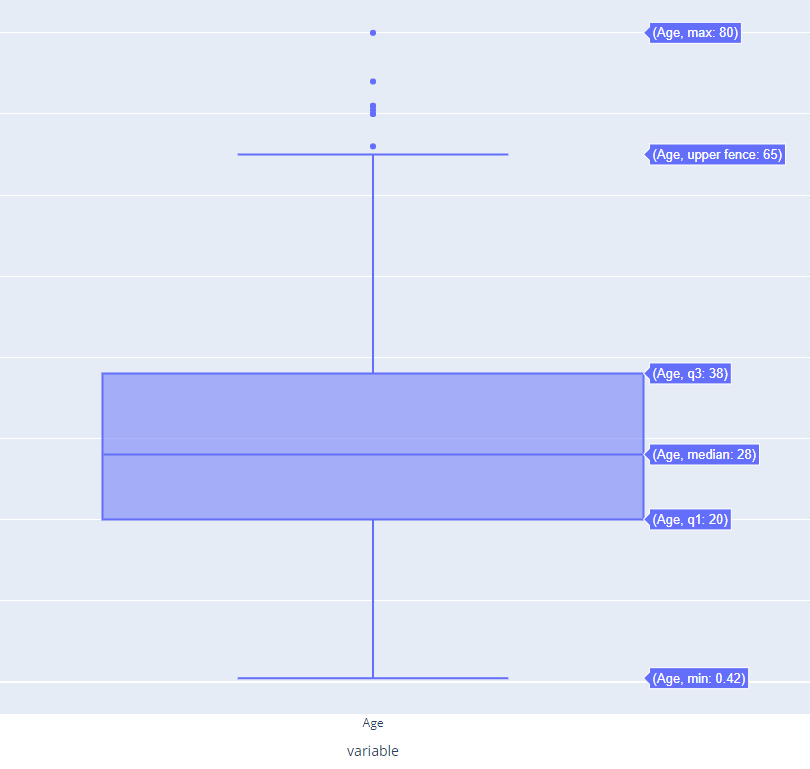 (Age, max: 80)
(Age, upper fence: 65)
(Age, q3: 38)
(Age, median: 28)
(Age, q1: 20)
(Age, min: 0.42)
Age
variable